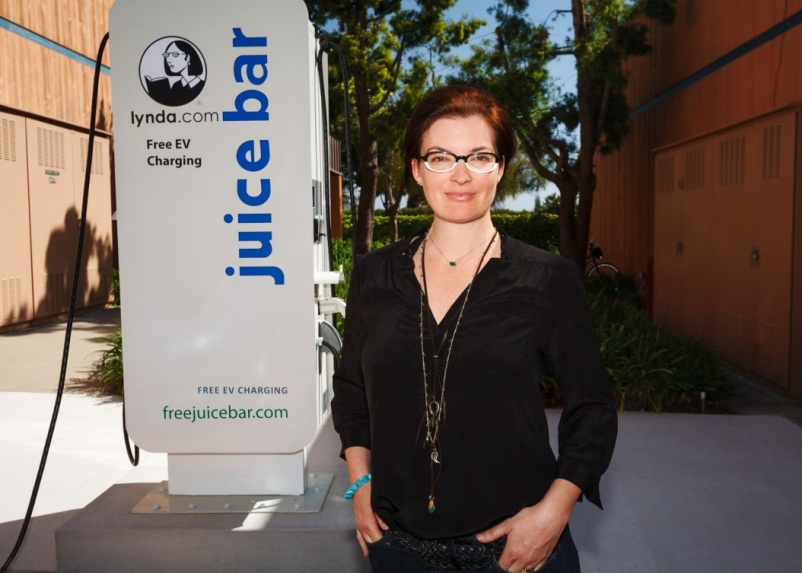 lynda.com
Free EV
Charging
juice bar
FREE EV CHARGING
freejuicebar.com